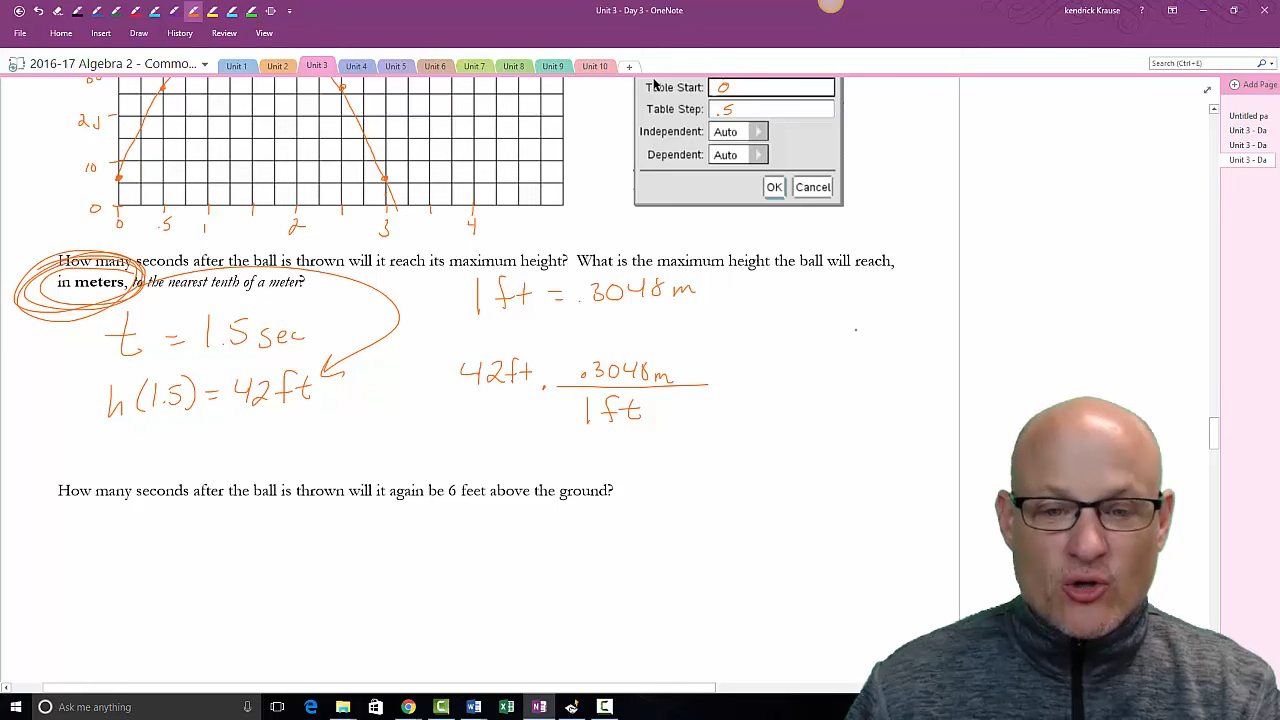 Unit 3 - Day 3 - OneNote
kendrick Krause
?
File Home Insert Draw History Review View
2016-17 Algebra 2 - Commo...
Unit 1 Unit 2 Unit 3 Unit 4 Unit 5 Unit 6 Unit 7 Unit 8 Unit 9 Unit 10 +
Search (Ctrl+E)
Add Page
Untitled pa
Unit 3 - Da
Unit 3 - Da
Unit 3 - Da
Table Start: 0
Table Step: .5
Independent: Auto
Dependent: Auto
OK Cancel
10
0
0 .5 1 2 3 4
How many seconds after the ball is thrown will it reach its maximum height? What is the maximum height the ball will reach,
in meters, to the nearest tenth of a meter?
1 ft = .3048 m
t = 1.5 sec
h(1.5) = 42ft
42ft · .3048m
1 ft
How many seconds after the ball is thrown will it again be 6 feet above the ground?
Ask me anything